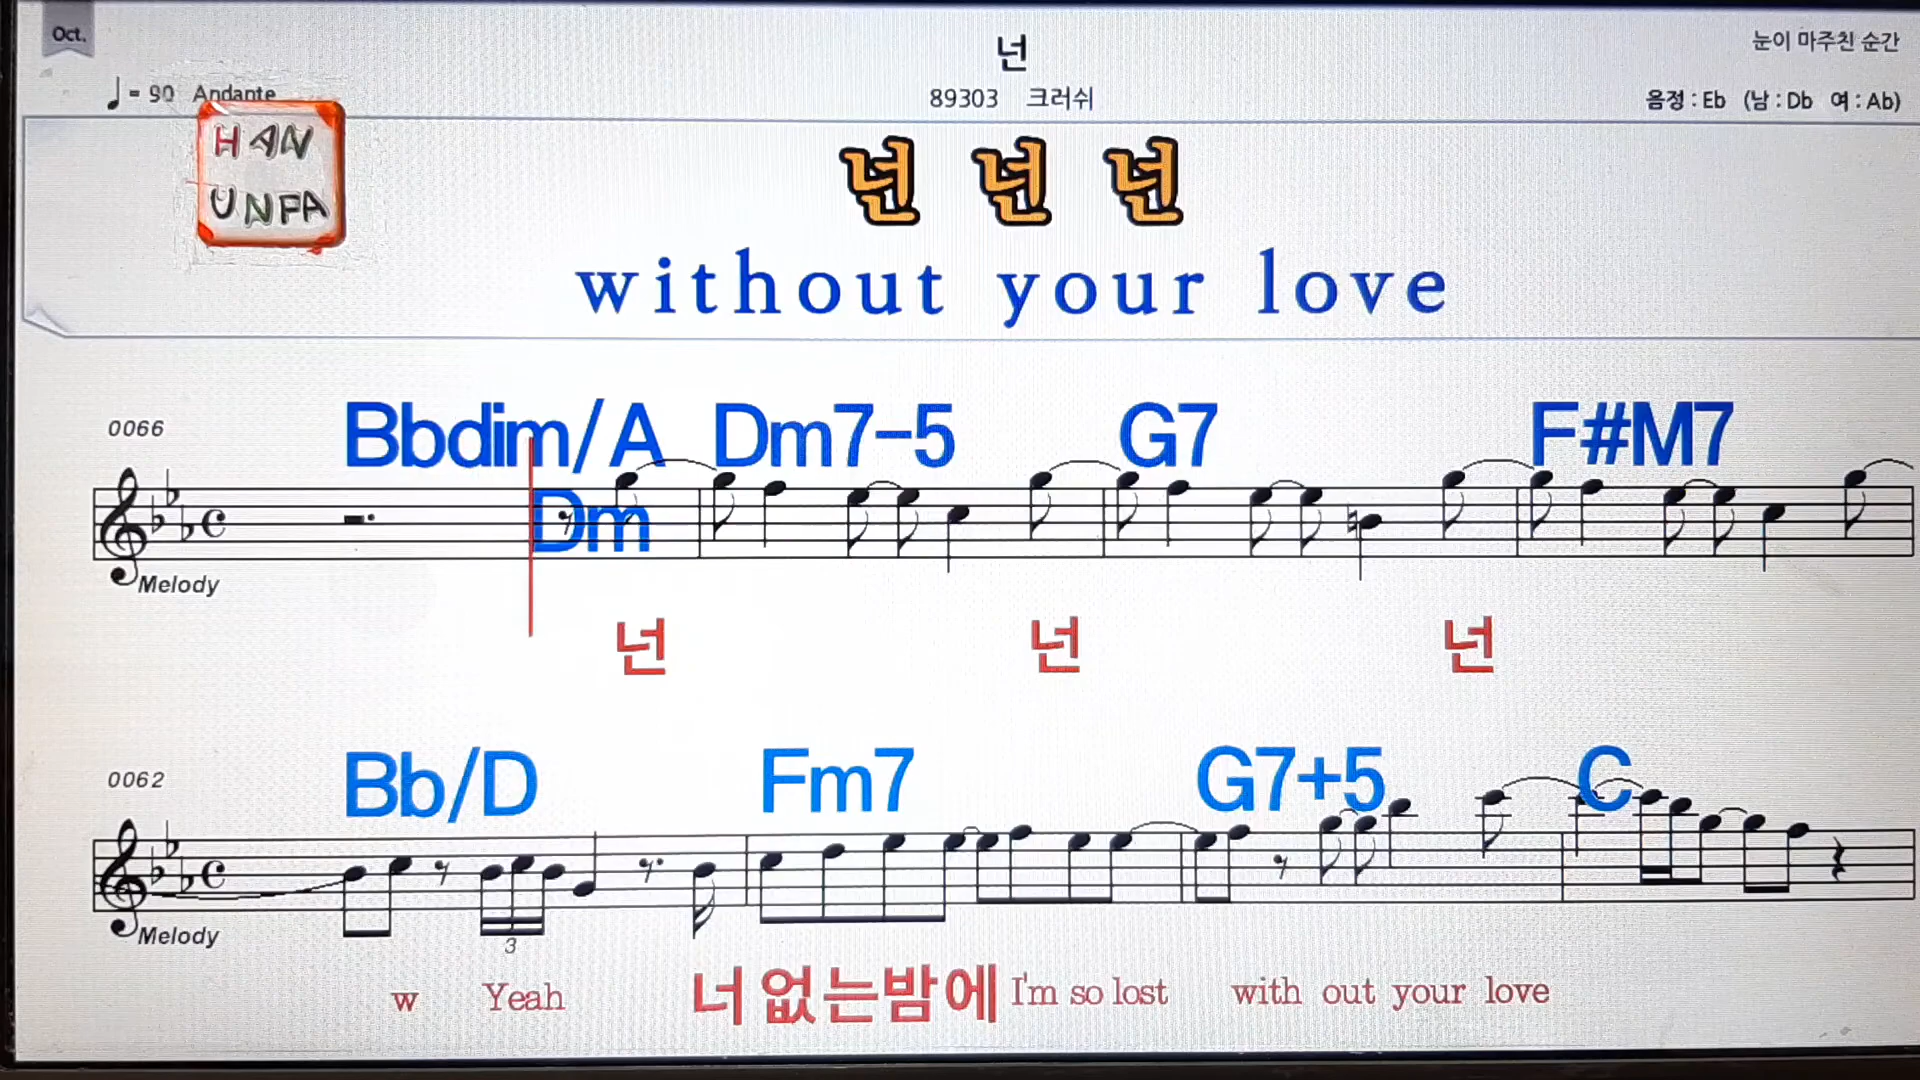 Oct.
넌
눈이 마주친 순간
= 90 Andante
89303 크러쉬
음정 : Eb (남 : Db 여 : Ab)
HAN
UNFA
넌 넌 넌
without your love
0066
Bbdim/A Dm7-5 G7 F#M7
Dm
Melody
넌 넌 넌
0062
Bb/D Fm7 G7+5 C
Melody
3
w Yeah 너 없는밤에 I'm so lost with out your love